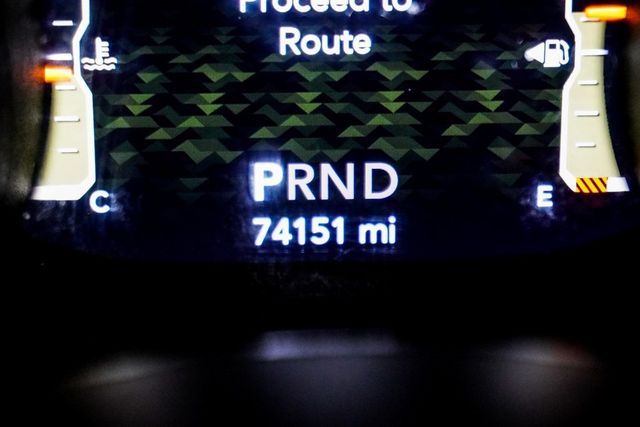 Proceed to
Route
PRND
C
E
74151 mi